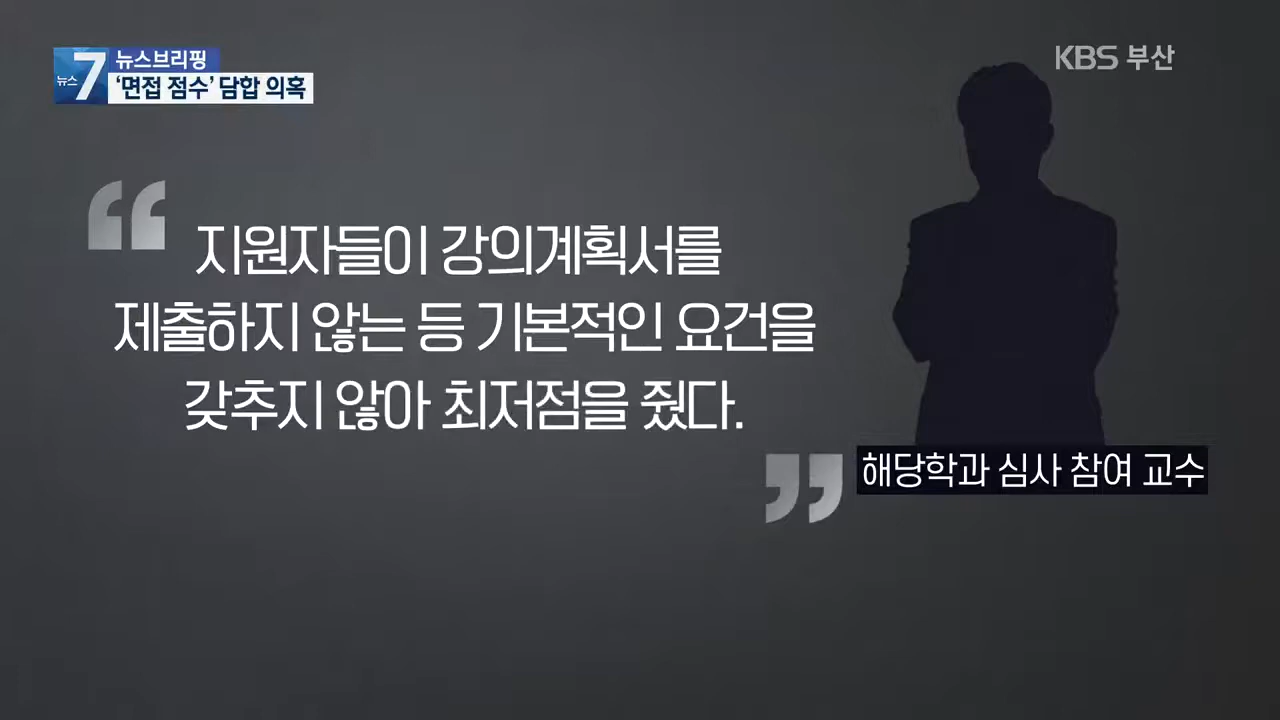 뉴스브리핑
뉴스 7
‘면접 점수’ 담합 의혹
KBS 부산
“
지원자들이 강의계획서를
제출하지 않는 등 기본적인 요건을
갖추지 않아 최저점을 줬다.
”
해당학과 심사 참여 교수